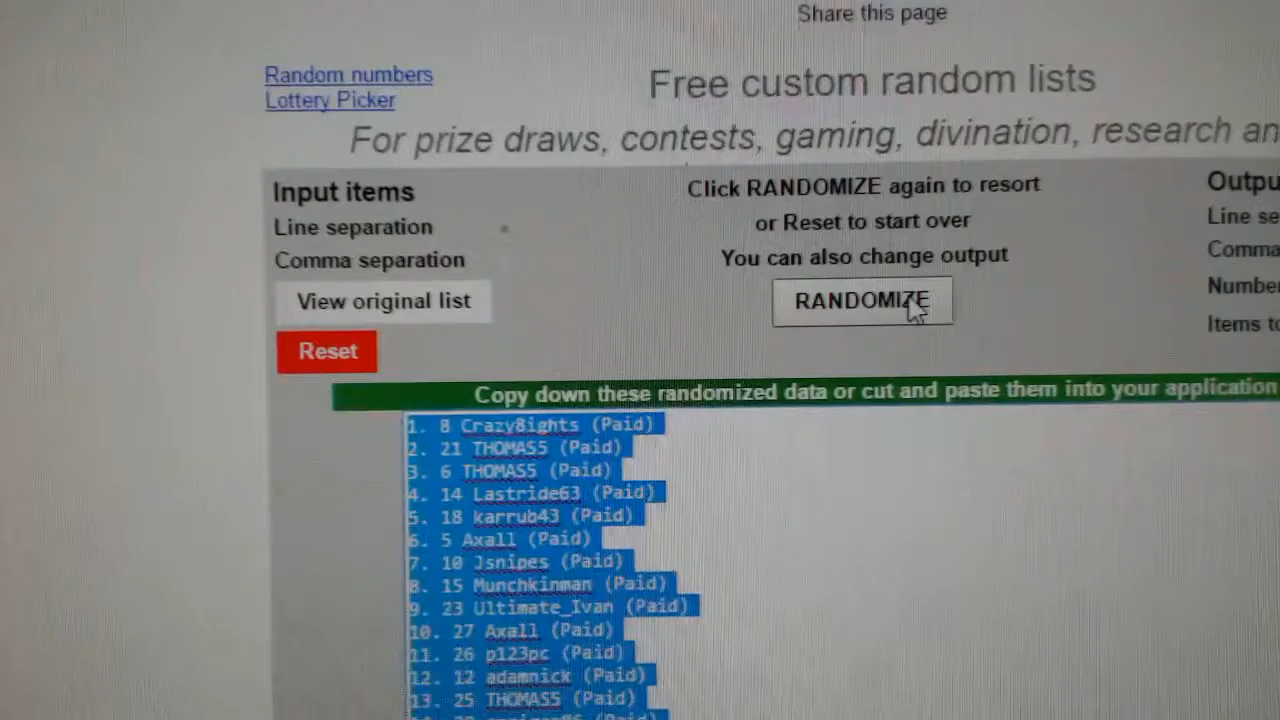 Share this page
Random numbers
Lottery Picker
Free custom random lists
For prize draws, contests, gaming, divination, research an
Input items
Line separation
Comma separation
View original list
Reset
Click RANDOMIZE again to resort
or Reset to start over
You can also change output
RANDOMIZE
Outpu
Line se
Comma
Number
Items to
Copy down these randomized data or cut and paste them into your application
1. 8 Crazy8ights (Paid)
2. 21 THOMAS5 (Paid)
3. 6 THOMAS5 (Paid)
4. 14 Lastride63 (Paid)
5. 18 karrub43 (Paid)
6. 5 Axall (Paid)
7. 10 Jsnipes (Paid)
8. 15 Munchkinman (Paid)
9. 23 Ultimate_Ivan (Paid)
10. 27 Axall (Paid)
11. 26 p123pc (Paid)
12. 12 adamnick (Paid)
13. 25 THOMAS5 (Paid)